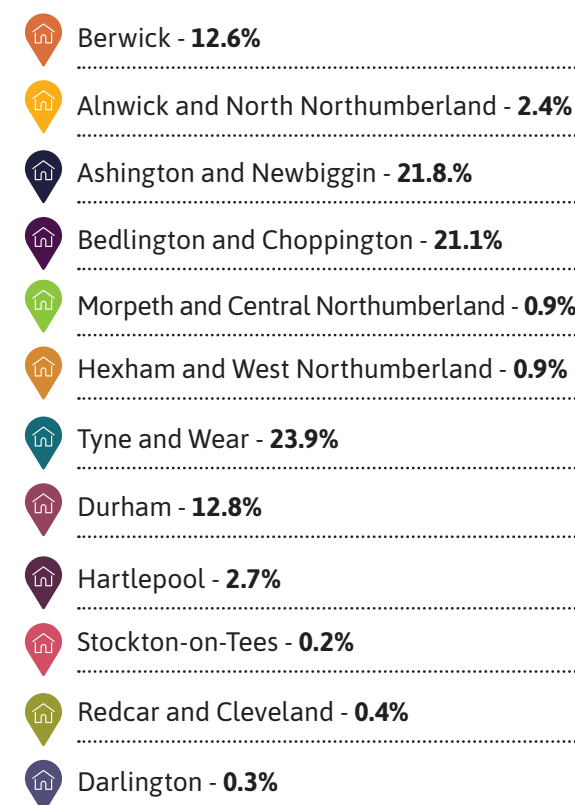 Berwick - 12.6%
Alnwick and North Northumberland - 2.4%
Ashington and Newbiggin - 21.8.%
Bedlington and Choppington - 21.1%
Morpeth and Central Northumberland - 0.9%
Hexham and West Northumberland - 0.9%
Tyne and Wear - 23.9%
Durham - 12.8%
Hartlepool - 2.7%
Stockton-on-Tees - 0.2%
Redcar and Cleveland - 0.4%
Darlington - 0.3%